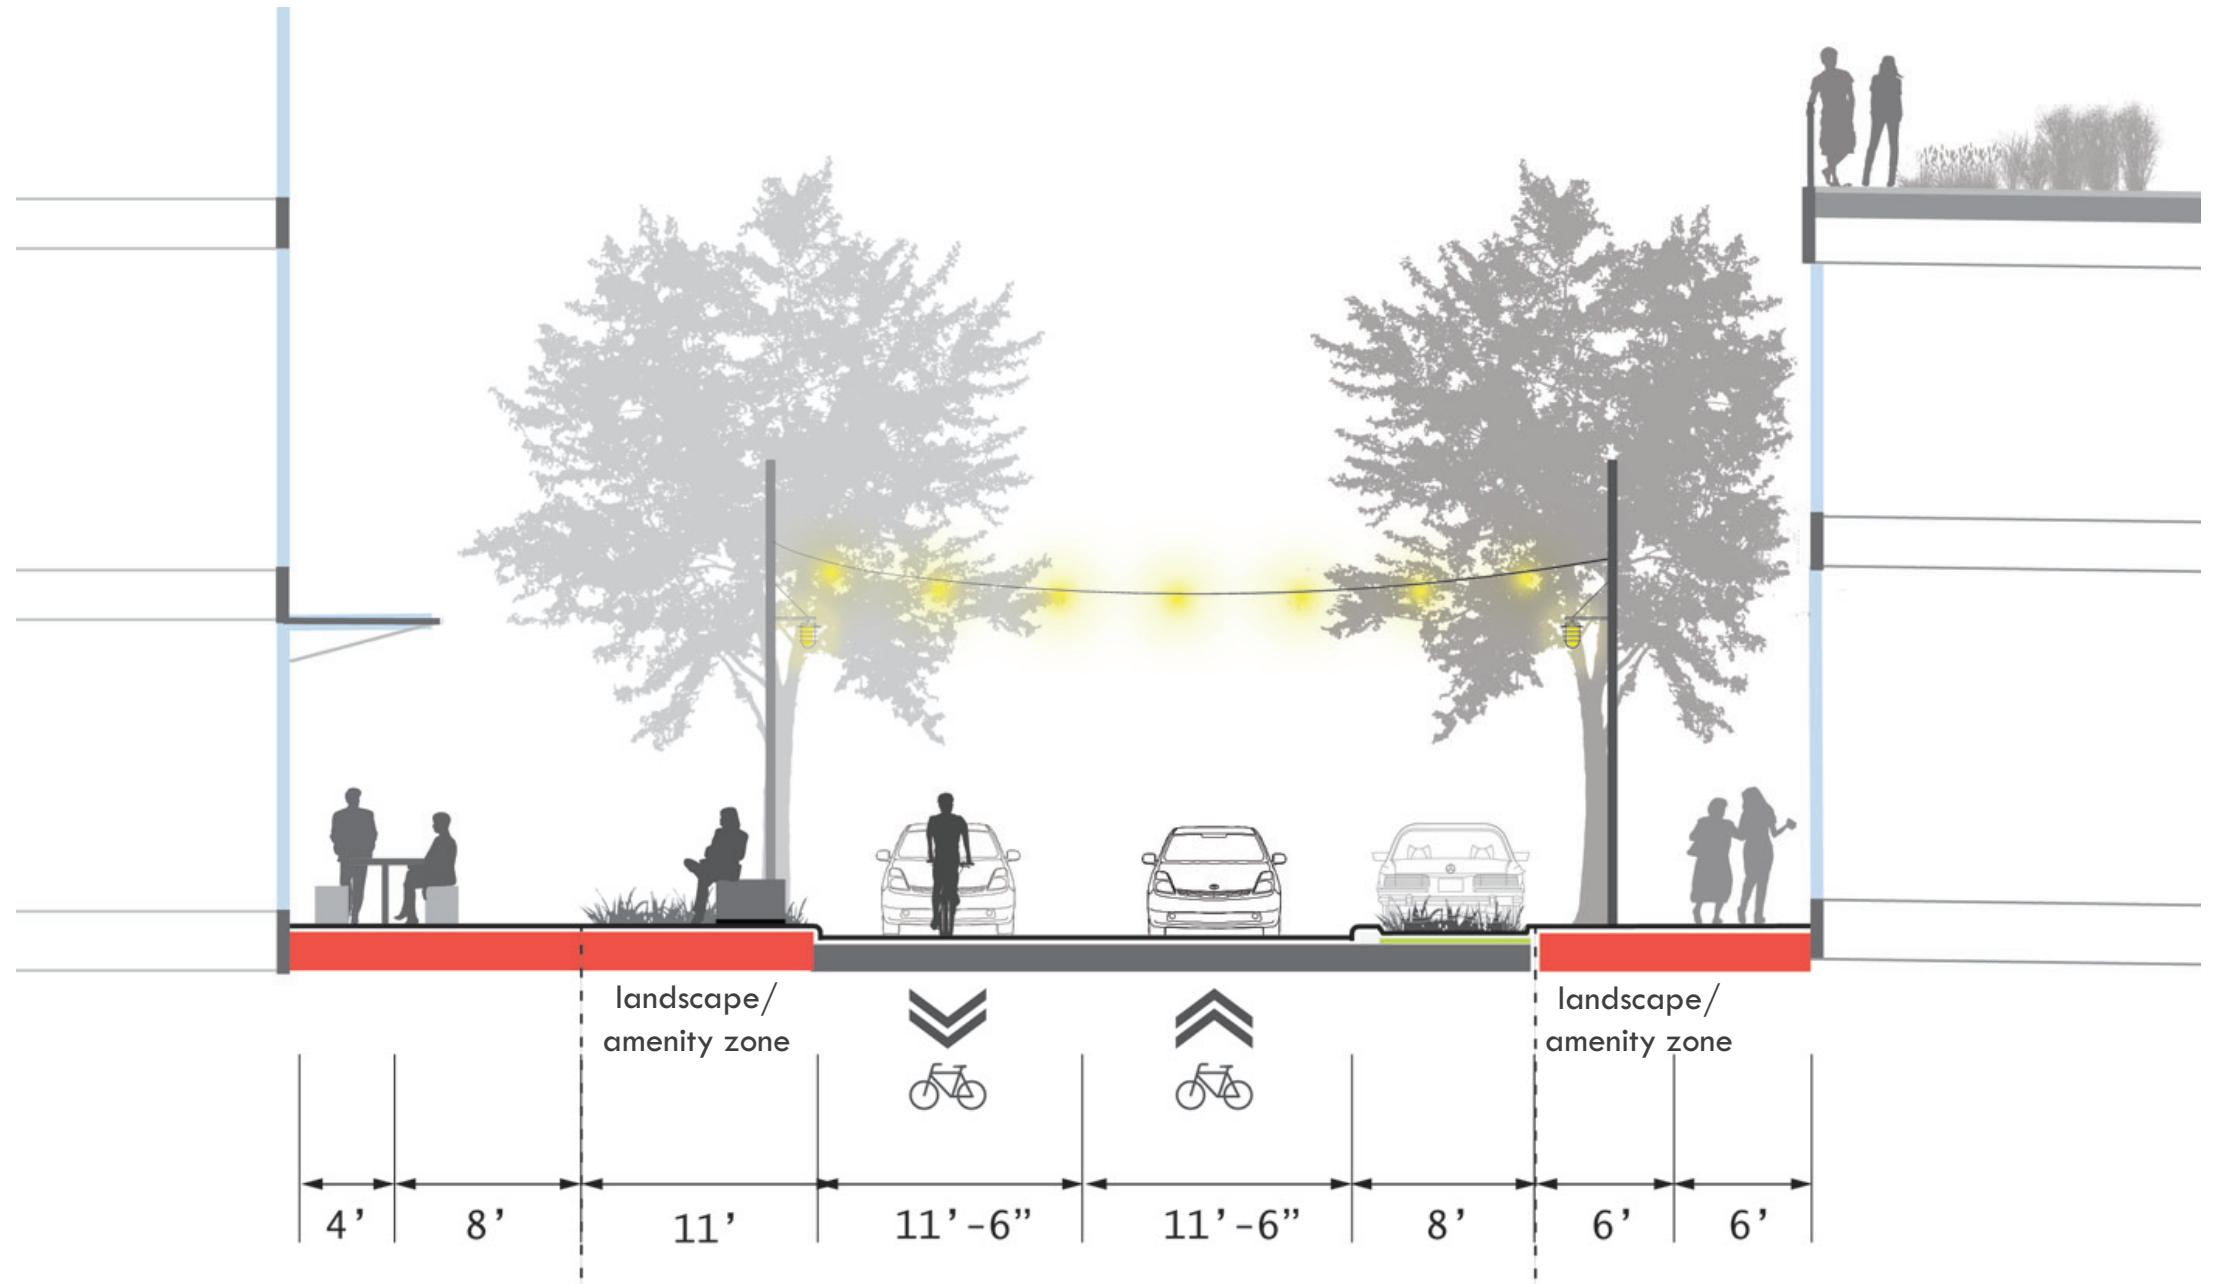 landscape/
amenity zone
landscape/
amenity zone
4’
8’
11'
11'-6”
11'-6”
8’
6’
6’